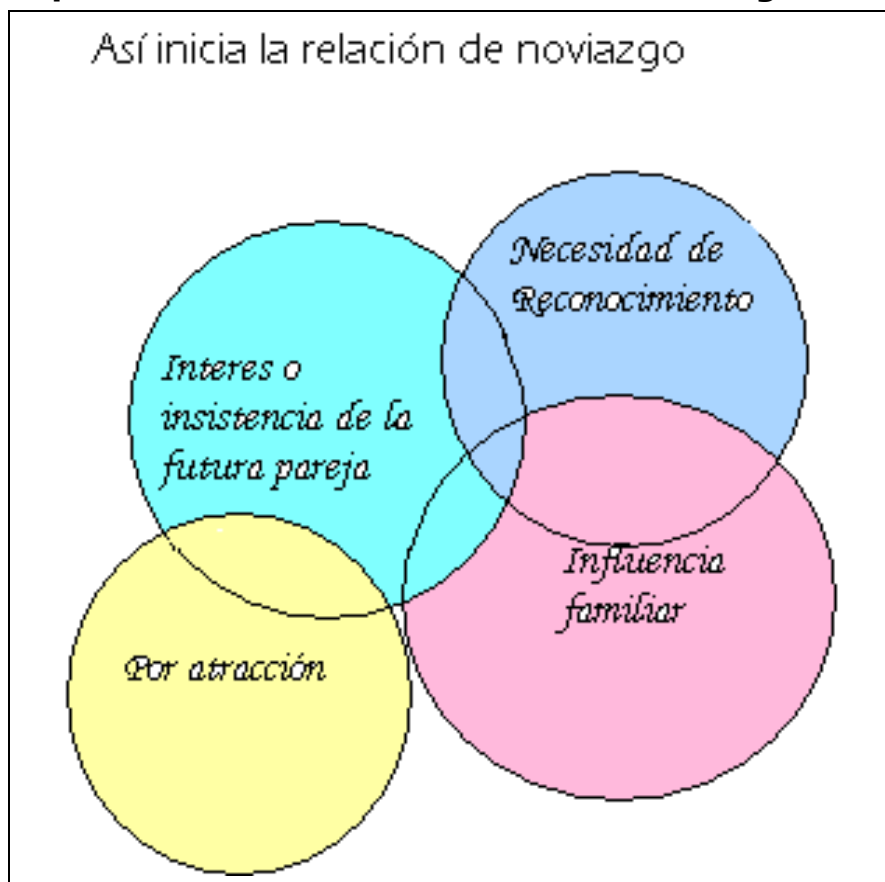 Así inicia la relación de noviazgo
Necesidad de
Reconocimiento
Interes o
insistencia de la
futura pareja
Influencia
familiar
Por atracción